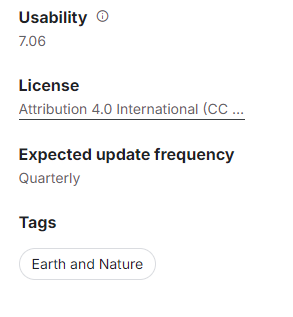 Usability
7.06
License
Attribution 4.0 International (CC ...
Expected update frequency
Quarterly
Tags
Earth and Nature